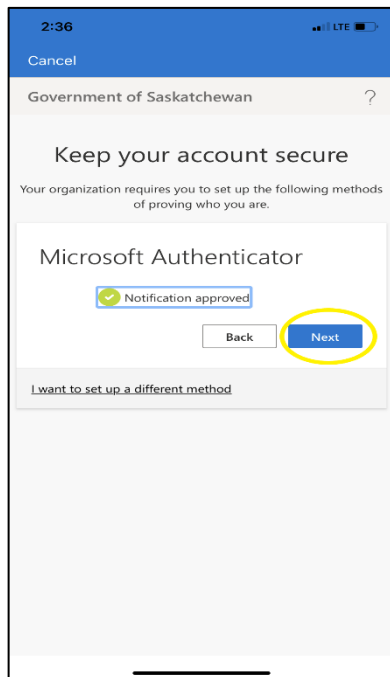 2:36 LTE
Cancel
Government of Saskatchewan ?
Keep your account secure
Your organization requires you to set up the following methods
of proving who you are.
Microsoft Authenticator
Notification approved
Back Next
I want to set up a different method